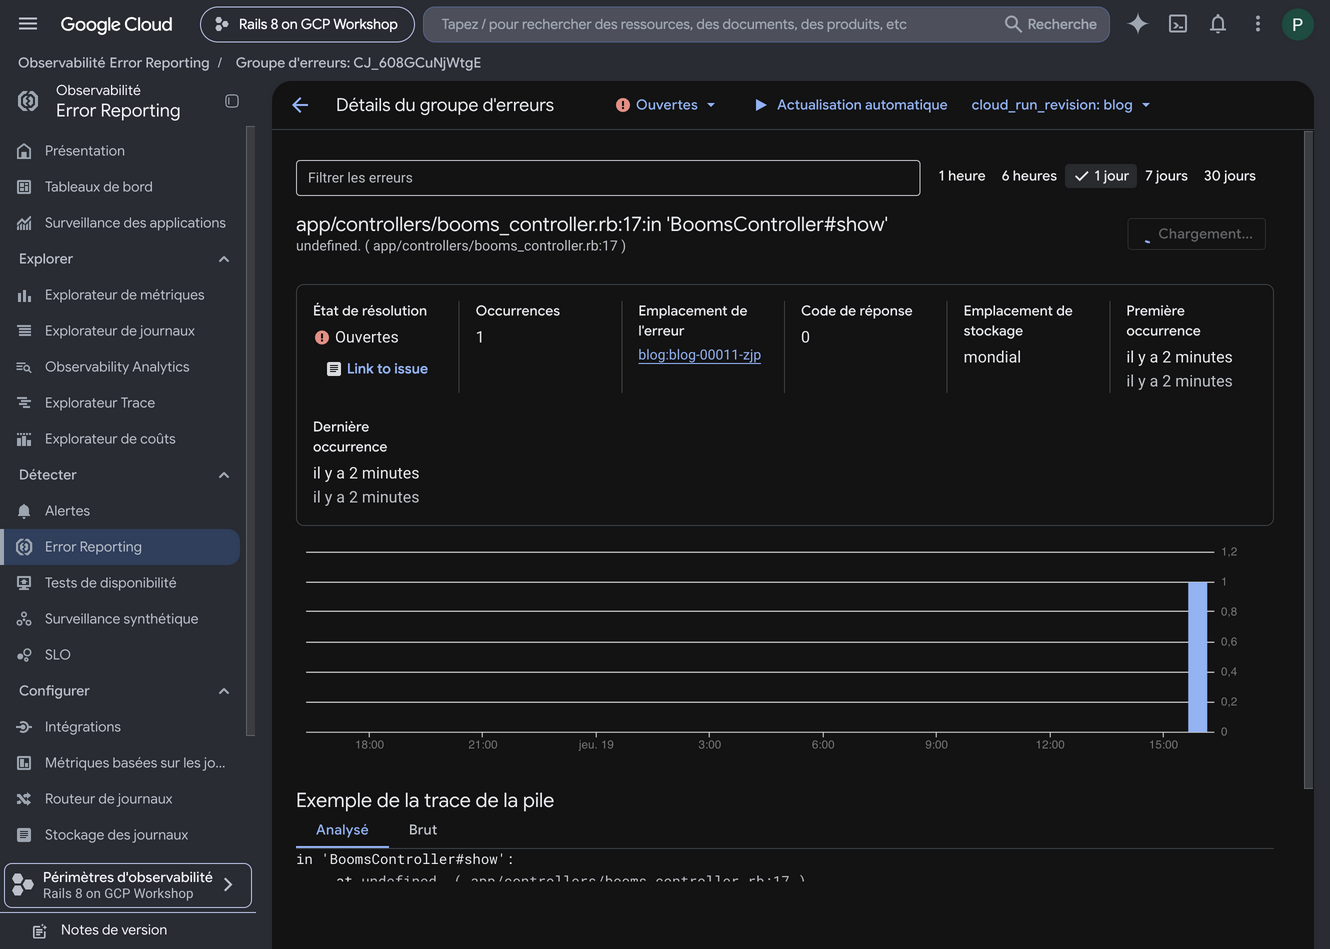 Google Cloud
Rails 8 on GCP Workshop
Tapez / pour rechercher des ressources, des documents, des produits, etc
Recherche
P
Observabilité Error Reporting / Groupe d'erreurs: CJ_608GCuNjWtgE
Observabilité
Error Reporting
Présentation
Tableaux de bord
Surveillance des applications
Explorer
Explorateur de métriques
Explorateur de journaux
Observability Analytics
Explorateur Trace
Explorateur de coûts
Détecter
Alertes
Error Reporting
Tests de disponibilité
Surveillance synthétique
SLO
Configurer
Intégrations
Métriques basées sur les jo...
Routeur de journaux
Stockage des journaux
Périmètres d'observabilité
Rails 8 on GCP Workshop
Notes de version
Détails du groupe d'erreurs
Ouvertes
Actualisation automatique
cloud_run_revision: blog
Filtrer les erreurs
1 heure
6 heures
1 jour
7 jours
30 jours
app/controllers/booms_controller.rb:17:in 'BoomsController#show'
undefined. ( app/controllers/booms_controller.rb:17 )
Chargement...
État de résolution
Ouvertes
Link to issue
Occurrences
1
Emplacement de
l'erreur
blog:blog-00011-zjp
Code de réponse
0
Emplacement de
stockage
mondial
Première
occurrence
il y a 2 minutes
il y a 2 minutes
Dernière
occurrence
il y a 2 minutes
il y a 2 minutes
1,2
1
0,8
0,6
0,4
0,2
0
18:00
21:00
jeu. 19
3:00
6:00
9:00
12:00
15:00
Exemple de la trace de la pile
Analysé
Brut
in 'BoomsController#show':
at undefined. ( app/controllers/booms_controller.rb:17 )